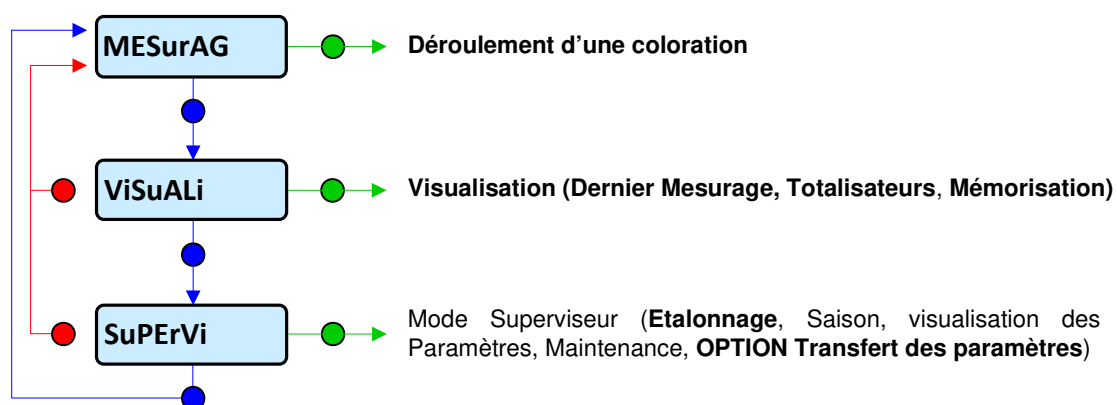 MESurAG
Déroulement d’une coloration
ViSuALi
Visualisation (Dernier Mesurage, Totalisateurs, Mémorisation)
SuPErVi
Mode Superviseur (Etalonnage, Saison, visualisation des
Paramètres, Maintenance, OPTION Transfert des paramètres)